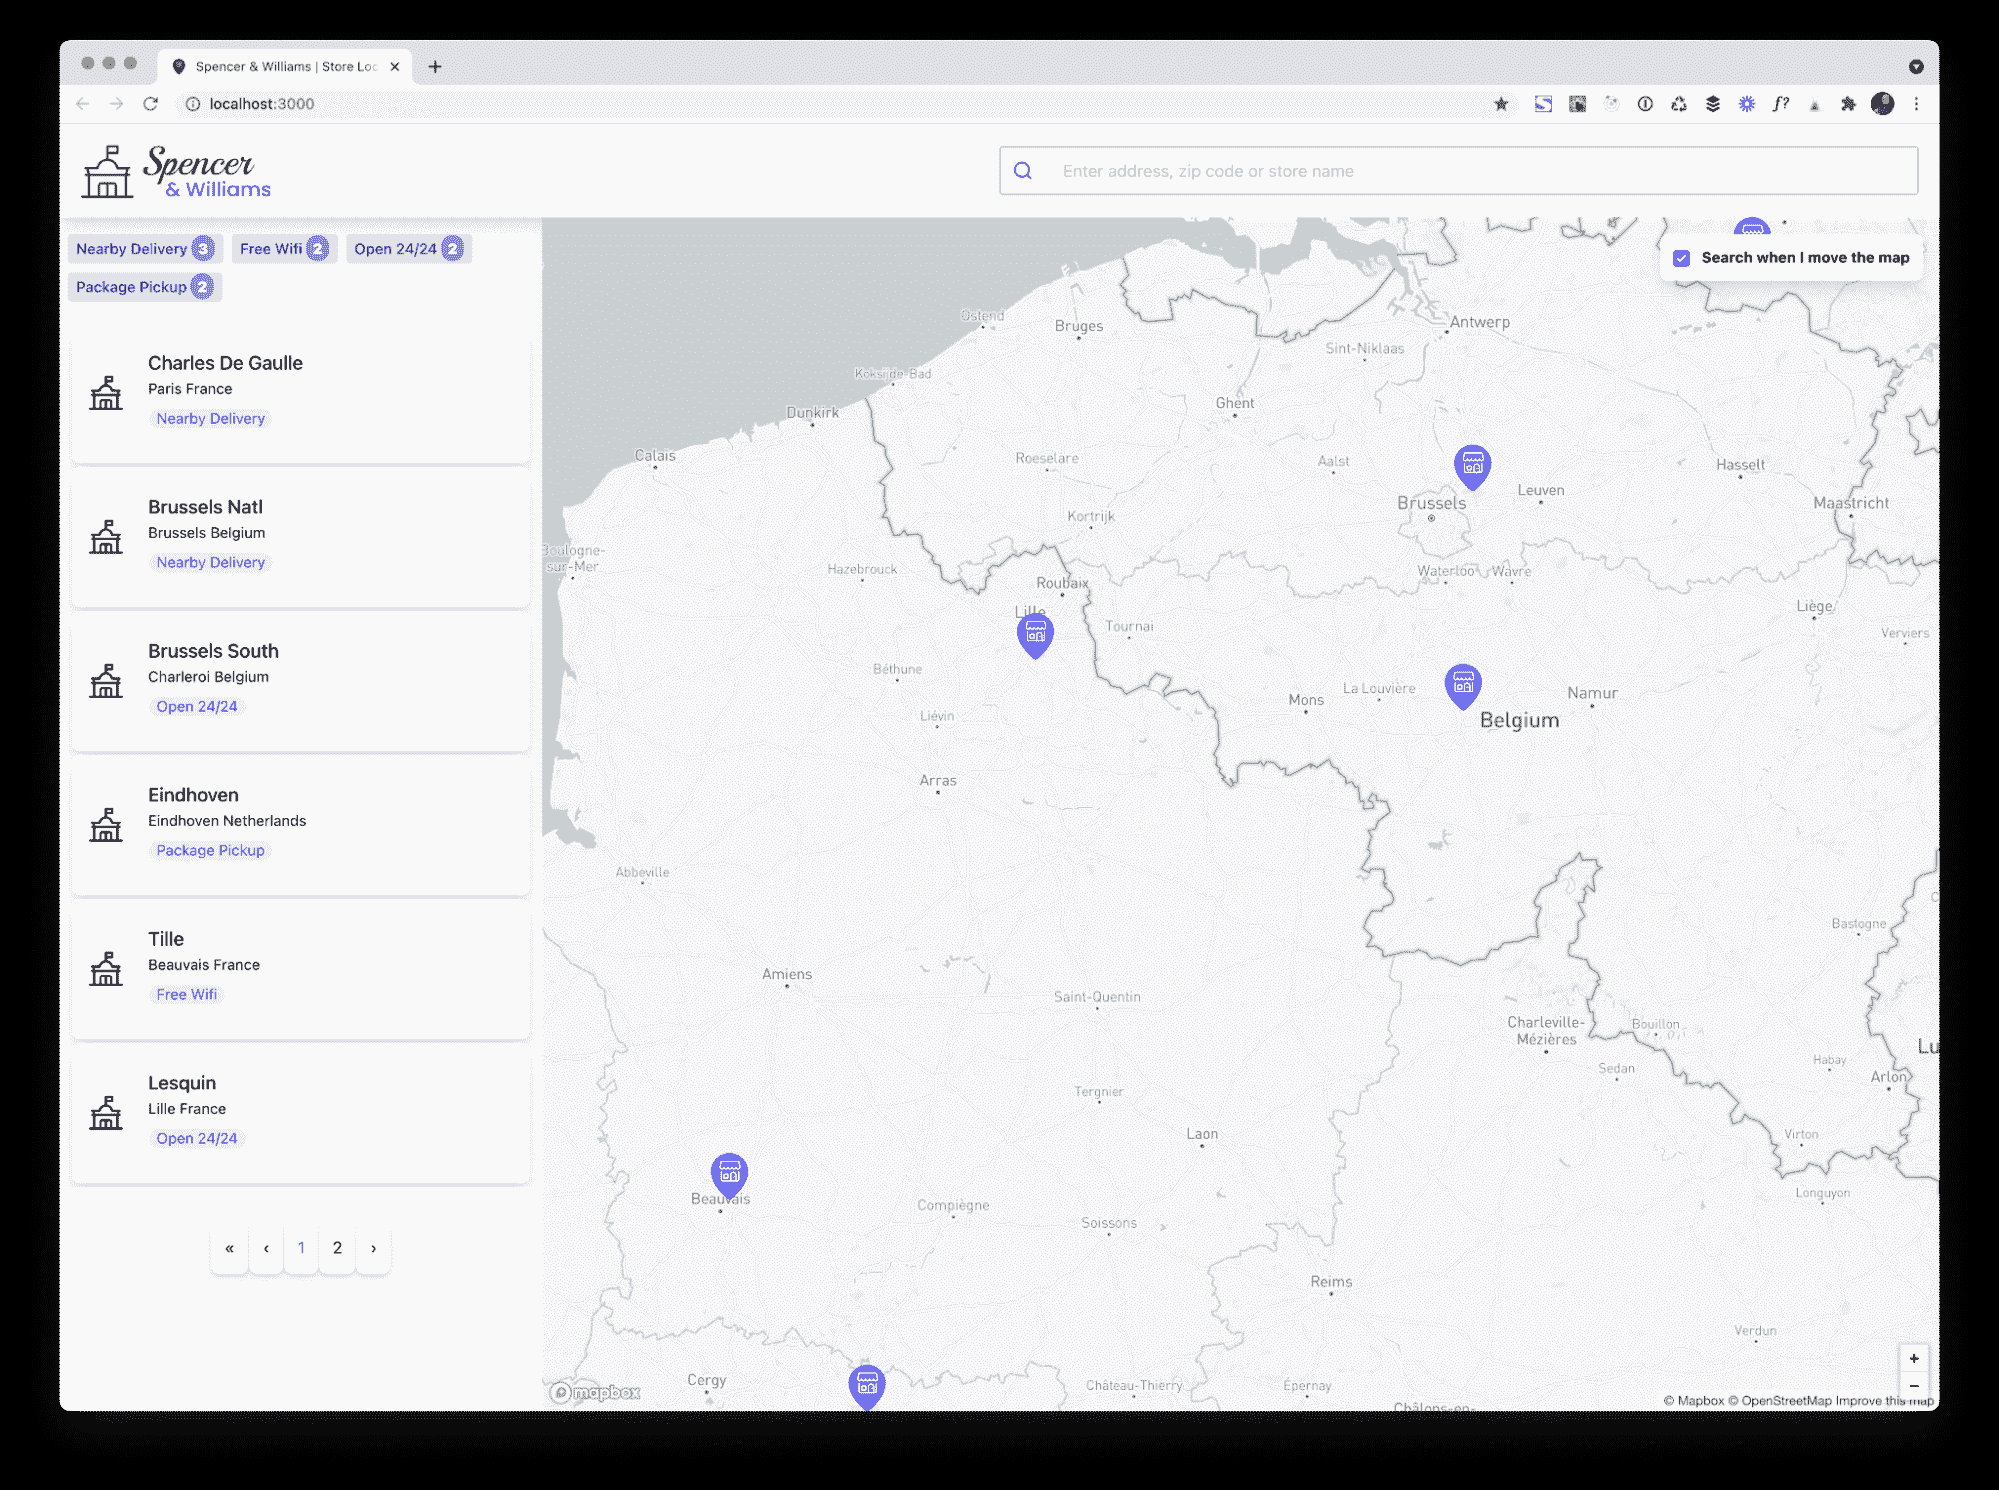 Spencer & Williams | Store Loc
localhost:3000
f?
Spencer
& Williams
Enter address, zip code or store name
Nearby Delivery 3
Free Wifi 2
Open 24/24 2
Package Pickup 2
Charles De Gaulle
Paris France
Nearby Delivery
Brussels Natl
Brussels Belgium
Nearby Delivery
Brussels South
Charleroi Belgium
Open 24/24
Eindhoven
Eindhoven Netherlands
Package Pickup
Tille
Beauvais France
Free Wifi
Lesquin
Lille France
Open 24/24
« ‹ 1 2 ›
Search when I move the map
Ostend
Bruges
Antwerp
Sint-Niklaas
Koksijde-Bad
Dunkirk
Ghent
Calais
Roeselare
Aalst
Hasselt
Brussels
Leuven
Maastricht
Kortrijk
Boulogne-
sur-Mer
Hazebrouck
Roubaix
Waterloo
Wavre
Lille
Tournai
Liège
Verviers
Béthune
Mons
La Louvière
Namur
Liévin
Belgium
Arras
Abbeville
Bastogne
Amiens
Saint-Quentin
Charleville-
Mézières
Bouillon
Lu
Sedan
Habay
Arlon
Tergnier
Laon
Virton
Beauvais
Compiègne
Soissons
Longuyon
Reims
Verdun
Cergy
Château-Thierry
Épernay
Châlons-en-
mapbox
+
−
© Mapbox © OpenStreetMap Improve this map